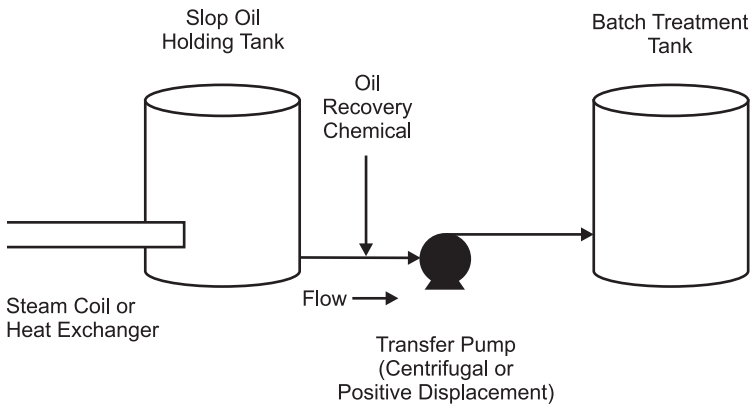 Slop Oil
Holding Tank
Batch Treatment
Tank
Oil
Recovery
Chemical
Flow
Steam Coil or
Heat Exchanger
Transfer Pump
(Centrifugal or
Positive Displacement)